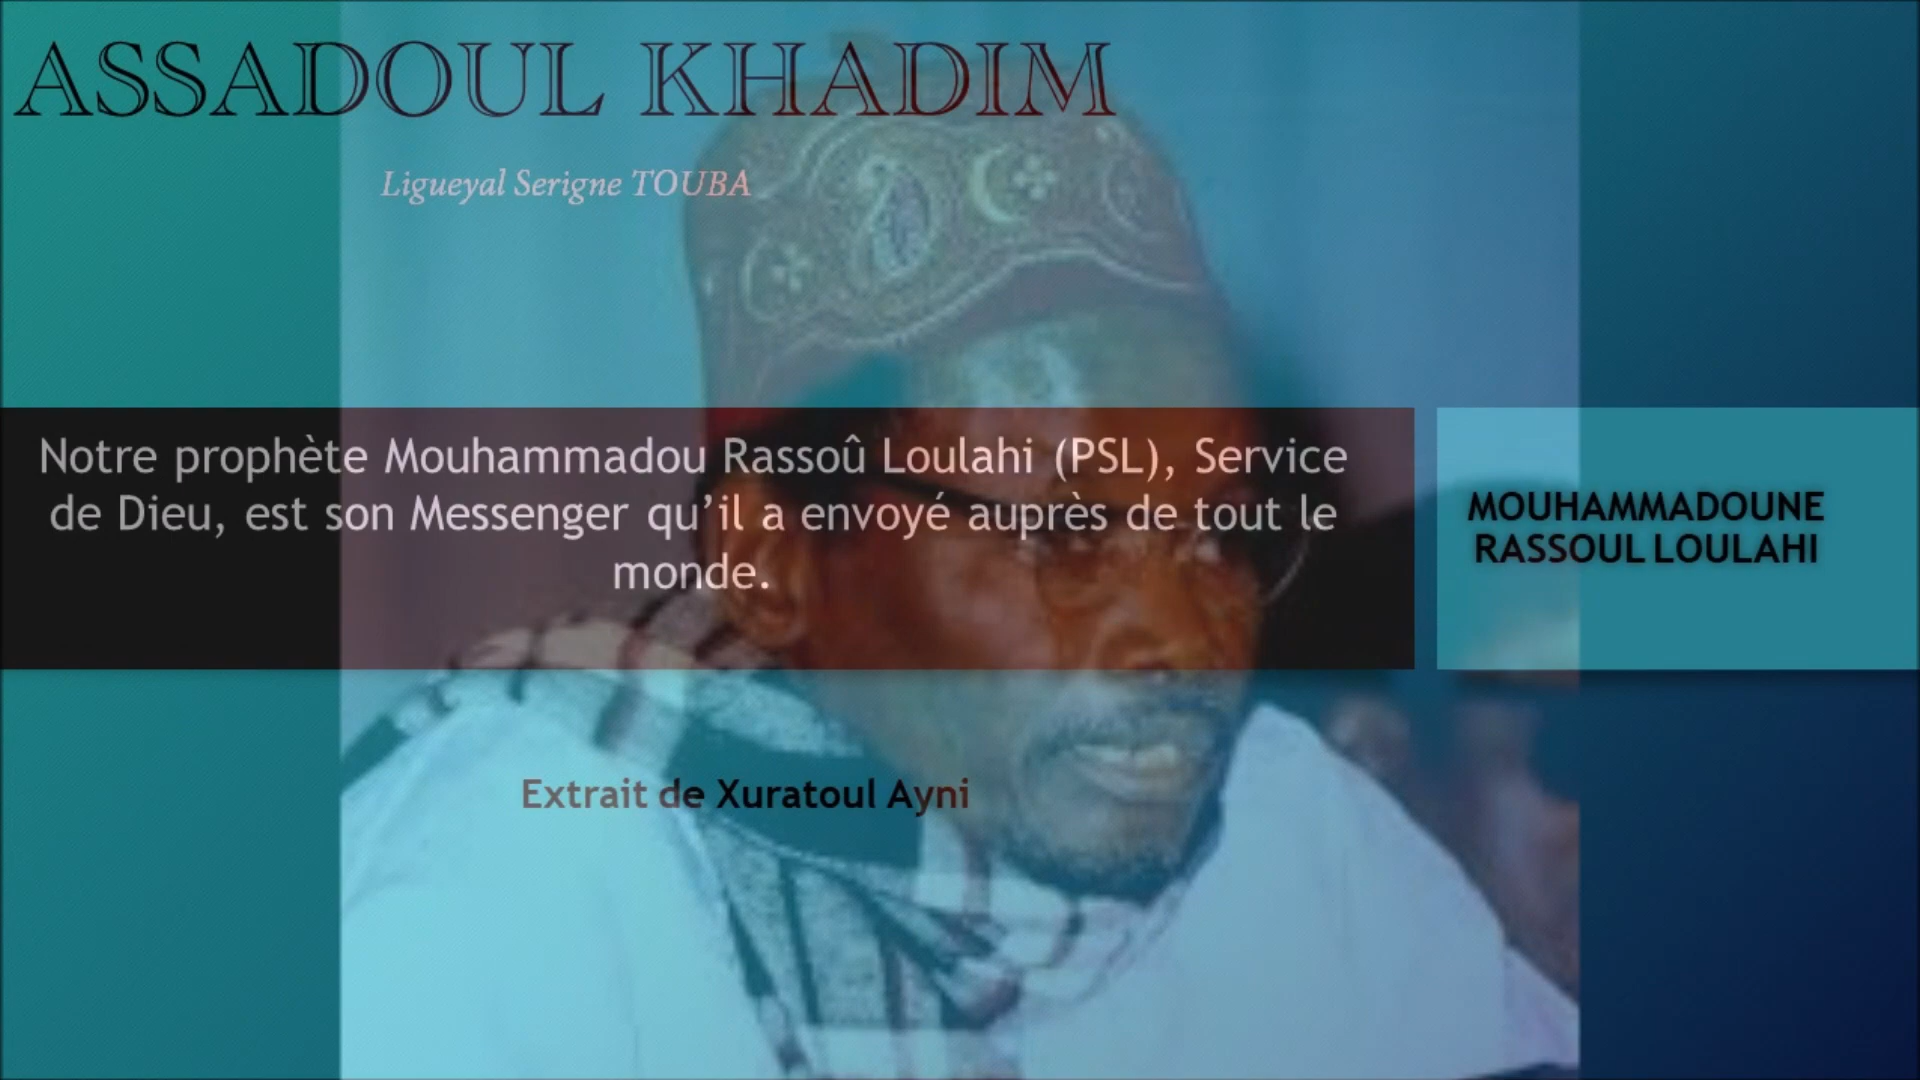 ASSADOUL KHADIM
Ligueyal Serigne TOUBA
Notre prophète Mouhammadou Rassoû Loulahi (PSL), Service
de Dieu, est son Messenger qu’il a envoyé auprès de tout le
monde.
MOUHAMMADOUNE
RASSOUL LOULAHI
Extrait de Xuratoul Ayni